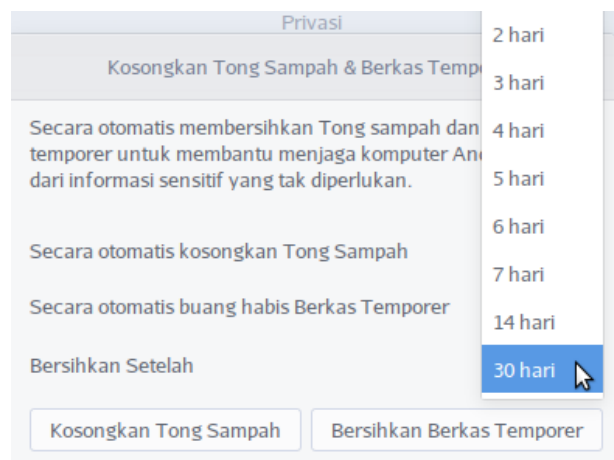 Privasi
Kosongkan Tong Sampah & Berkas
Secara otomatis membersihkan Tong sampah dan
temporer untuk membantu menjaga komputer
dari informasi sensitif yang tak diperlukan.
Secara otomatis kosongkan Tong Sampah
Secara otomatis buang habis Berkas Temporer
Bersihkan Setelah
2 hari
3 hari
4 hari
5 hari
6 hari
7 hari
14 hari
30 hari
Kosongkan Tong Sampah
Bersihkan Berkas Temporer